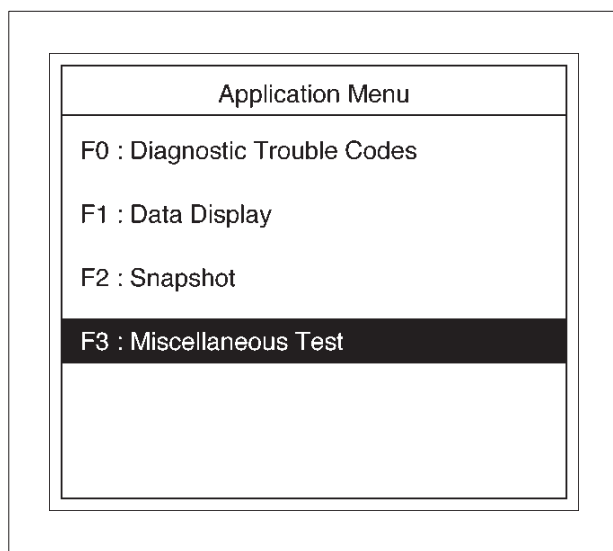 Application Menu
F0 : Diagnostic Trouble Codes
F1 : Data Display
F2 : Snapshot
F3 : Miscellaneous Test